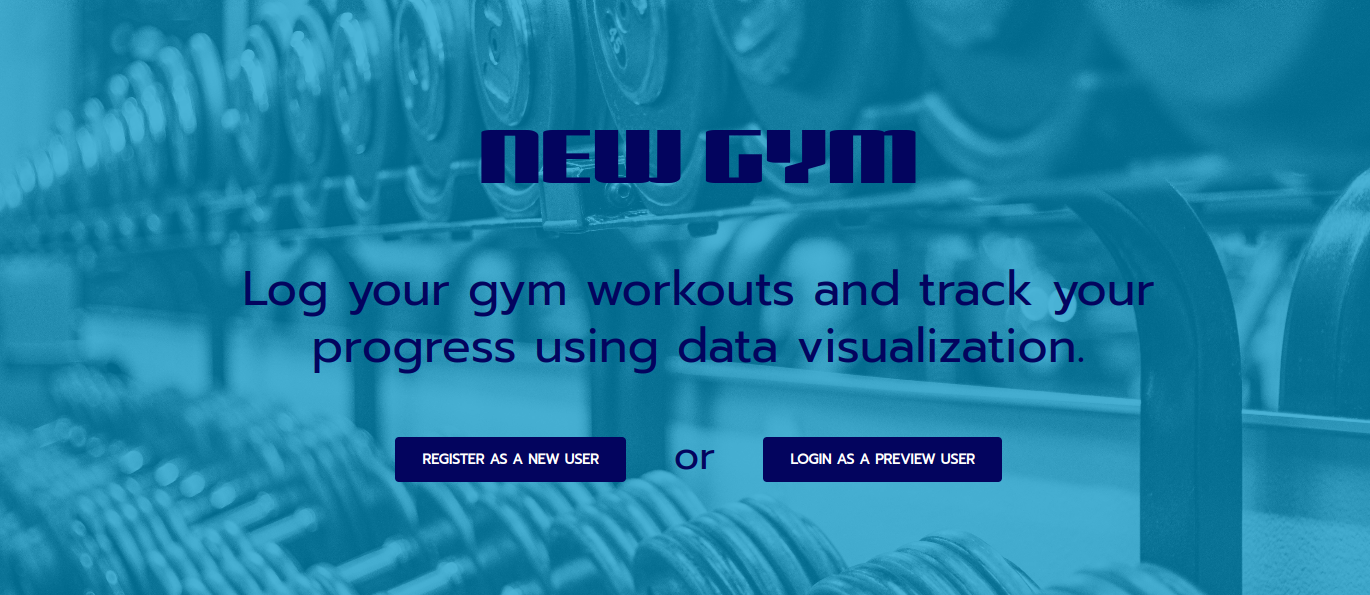 NEW GYM
Log your gym workouts and track your
progress using data visualization.
REGISTER AS A NEW USER or LOGIN AS A PREVIEW USER